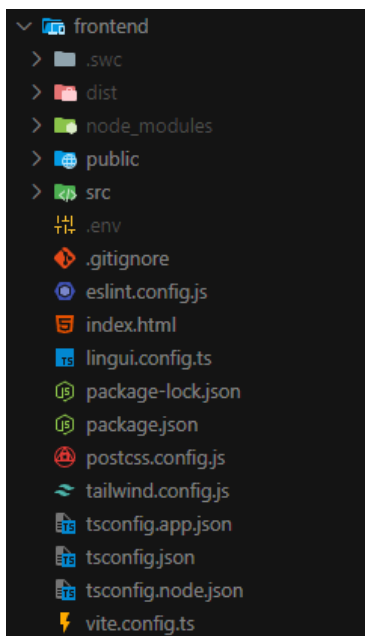 frontend
.swc
dist
node_modules
public
src
.env
.gitignore
eslint.config.js
index.html
lingui.config.ts
package-lock.json
package.json
postcss.config.js
tailwind.config.js
tsconfig.app.json
tsconfig.json
tsconfig.node.json
vite.config.ts